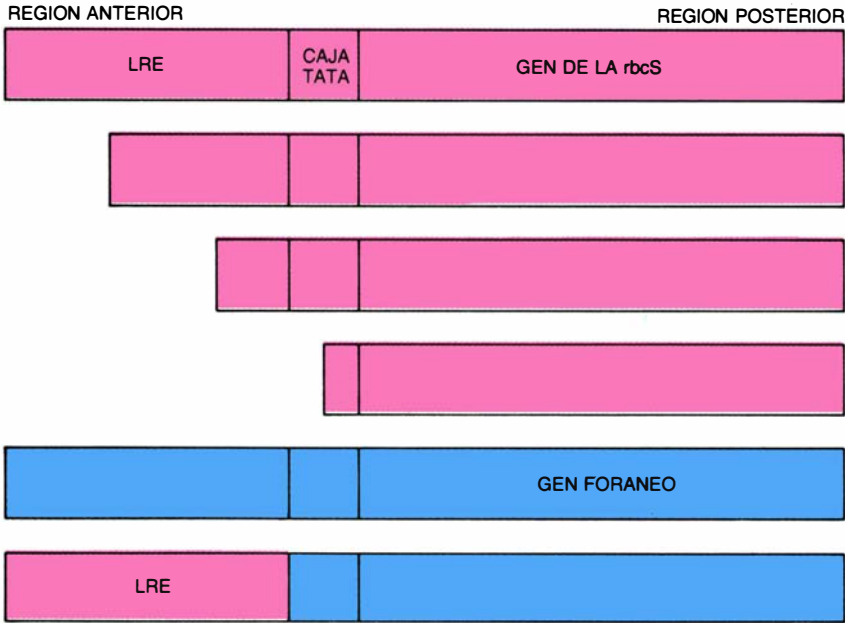 REGION ANTERIOR
REGION POSTERIOR
LRE
CAJA
TATA
GEN DE LA rbcS
GEN FORANEO
LRE